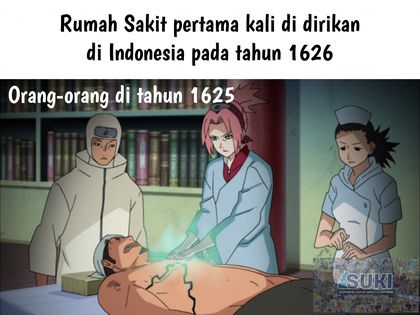 Rumah Sakit pertama kali di dirikan
di Indonesia pada tahun 1626
Orang-orang di tahun 1625
SUKI